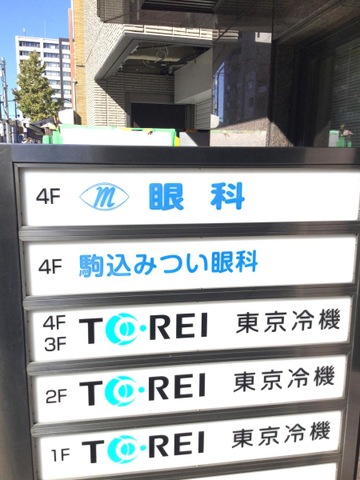 4F m 眼科
4F 駒込みつい眼科
4F
3F TOREI 東京冷機
2F TOREI 東京冷機
1F TOREI 東京冷機